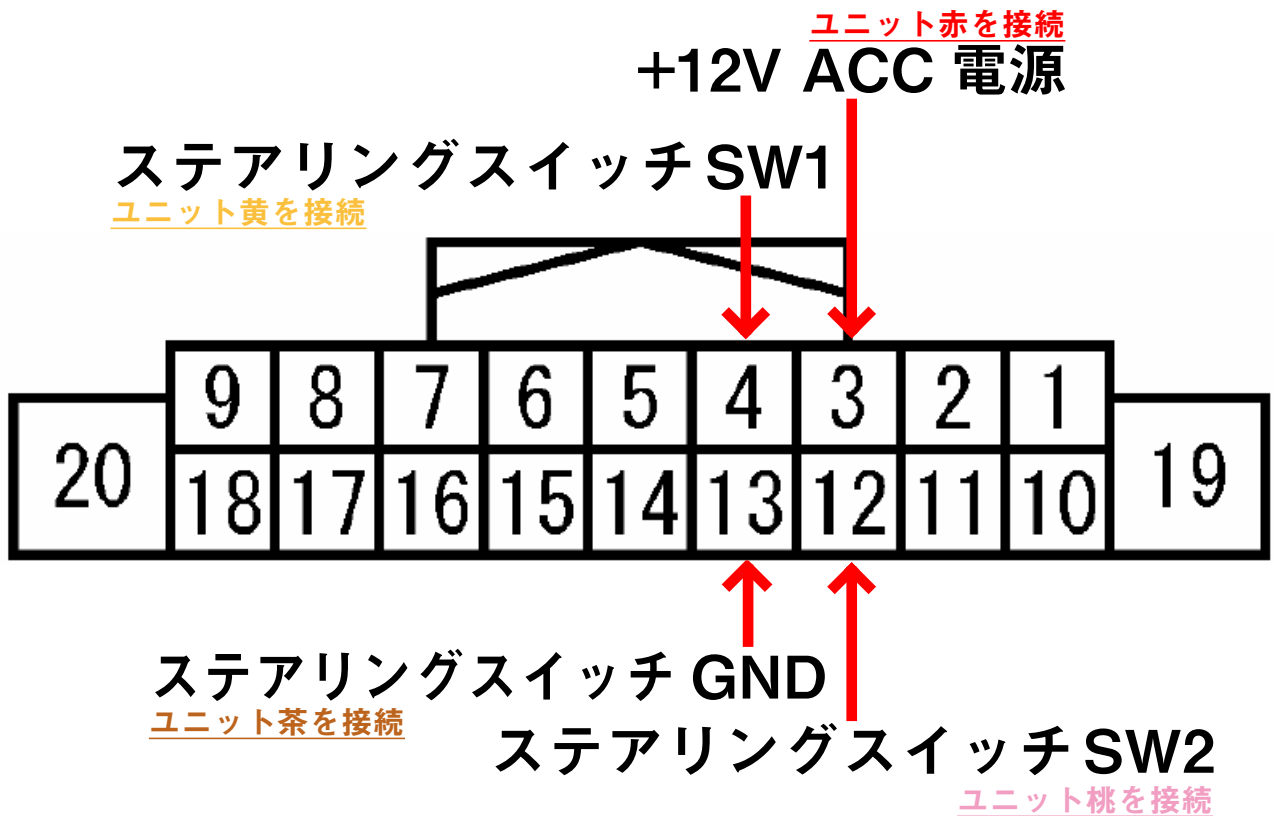 ユニット赤を接続
+12V ACC 電源
ステアリングスイッチSW1
ユニット黄を接続
9 8 7 6 5 4 3 2 1
20 19
18 17 16 15 14 13 12 11 10
ステアリングスイッチGND
ユニット茶を接続
ステアリングスイッチSW2
ユニット桃を接続